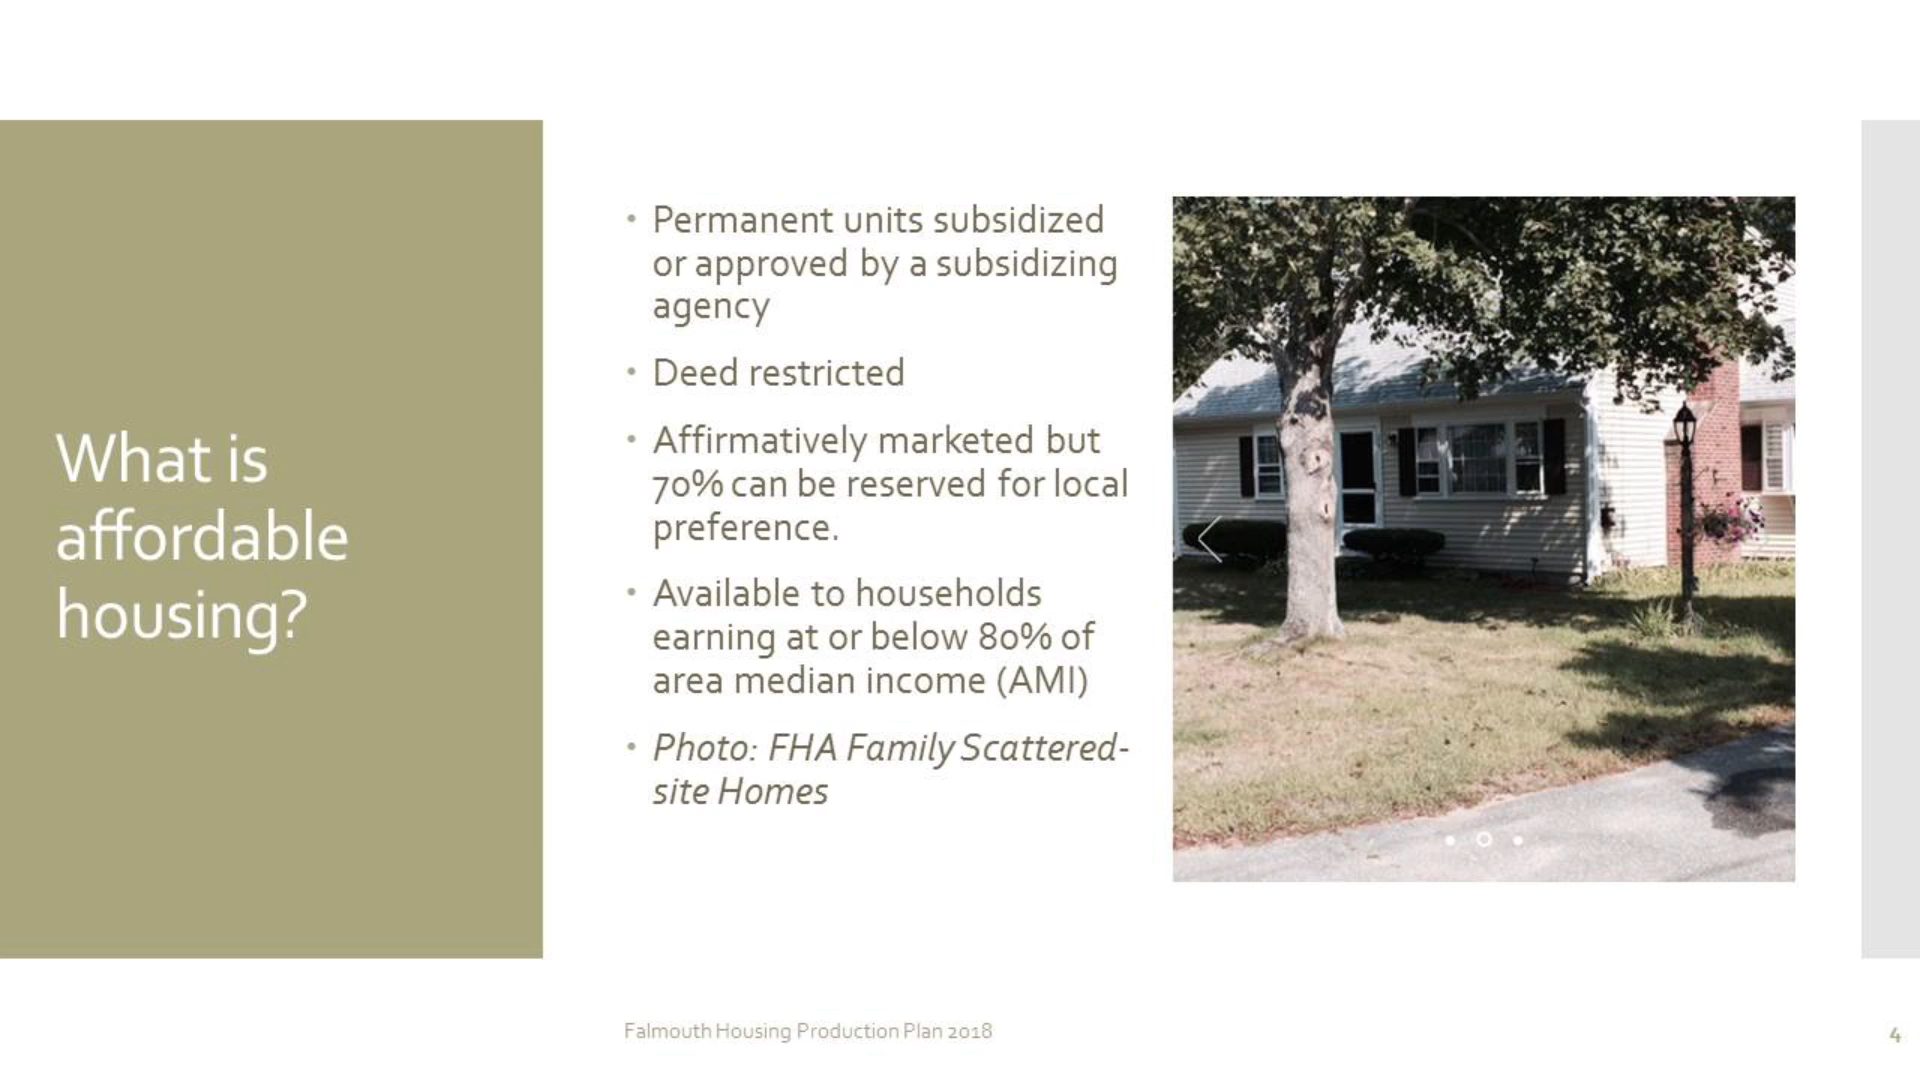 What is
affordable
housing?
• Permanent units subsidized
or approved by a subsidizing
agency
• Deed restricted
• Affirmatively marketed but
70% can be reserved for local
preference.
• Available to households
earning at or below 80% of
area median income (AMI)
• Photo: FHA Family Scattered-
site Homes
Falmouth Housing Production Plan 2018
4